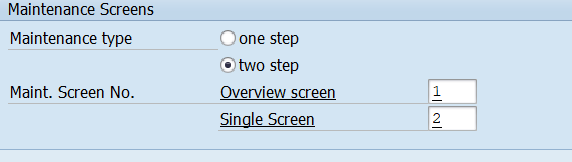 Maintenance Screens
Maintenance type one step
two step
Maint. Screen No. Overview screen 1
Single Screen 2